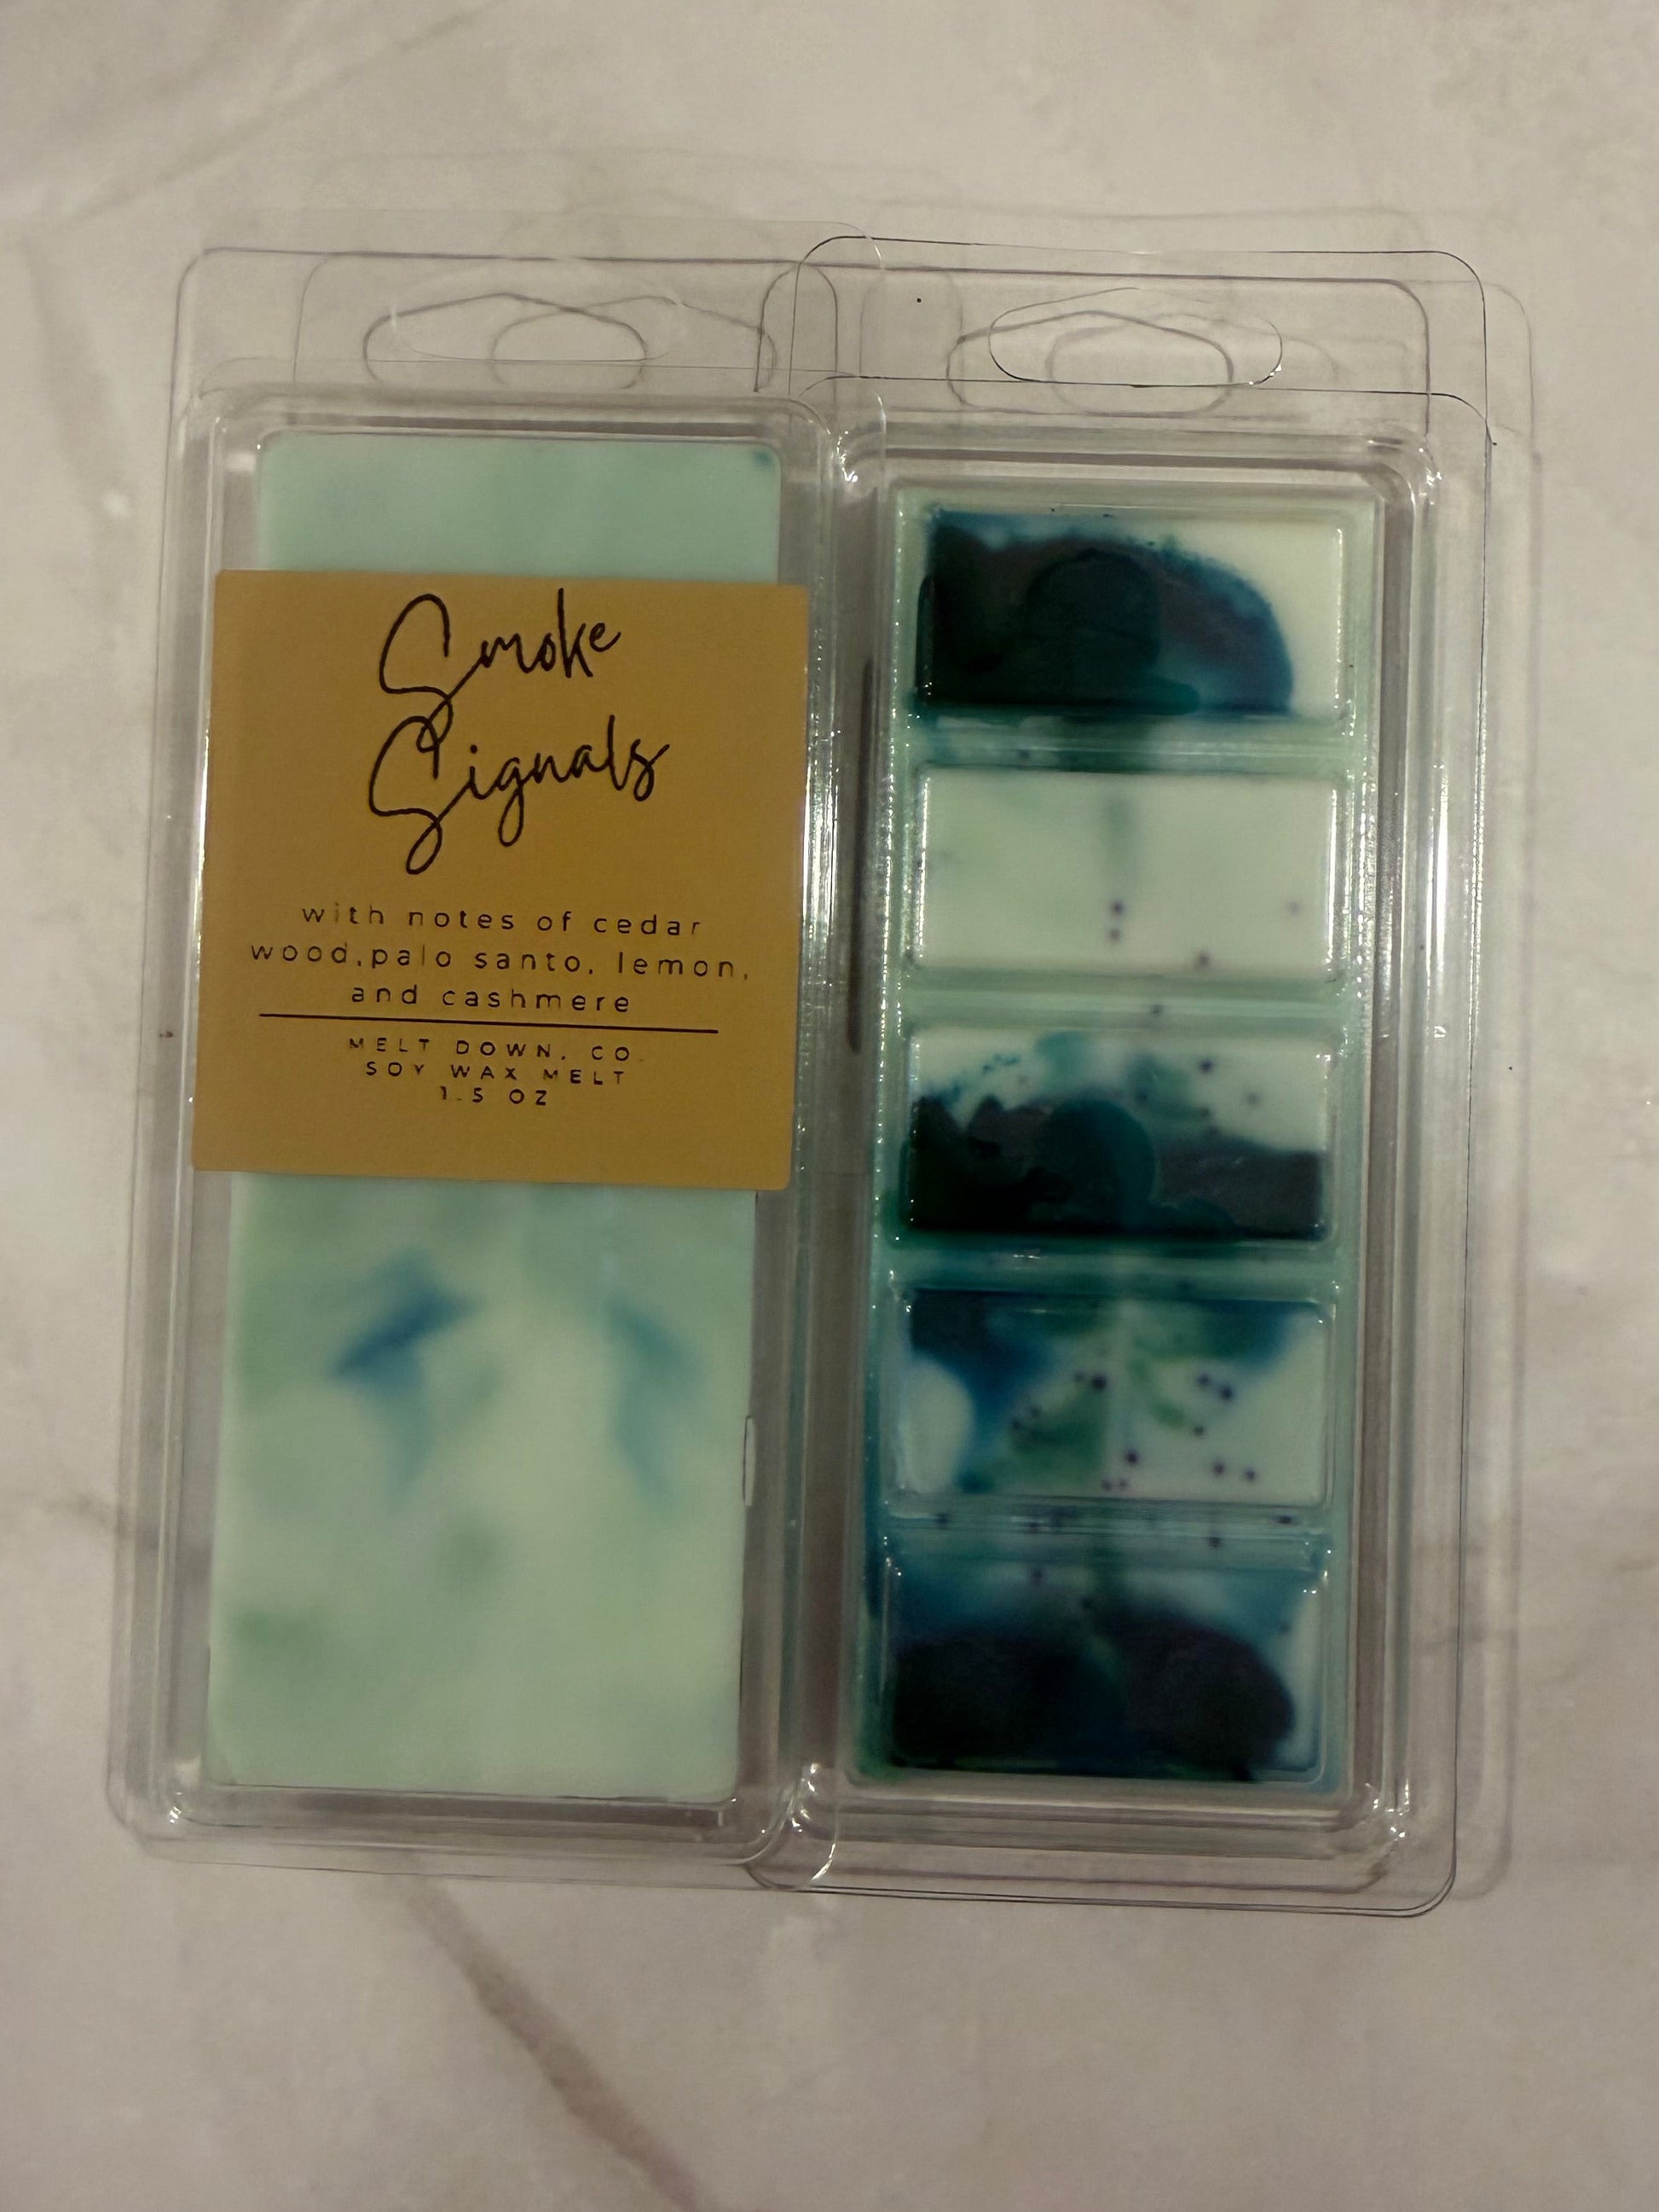 Smoke
Signals
with notes of cedar
wood,palo santo, lemon,
and cashmere
MELT DOWN, CO.
SOY WAX MELT
1.5 OZ